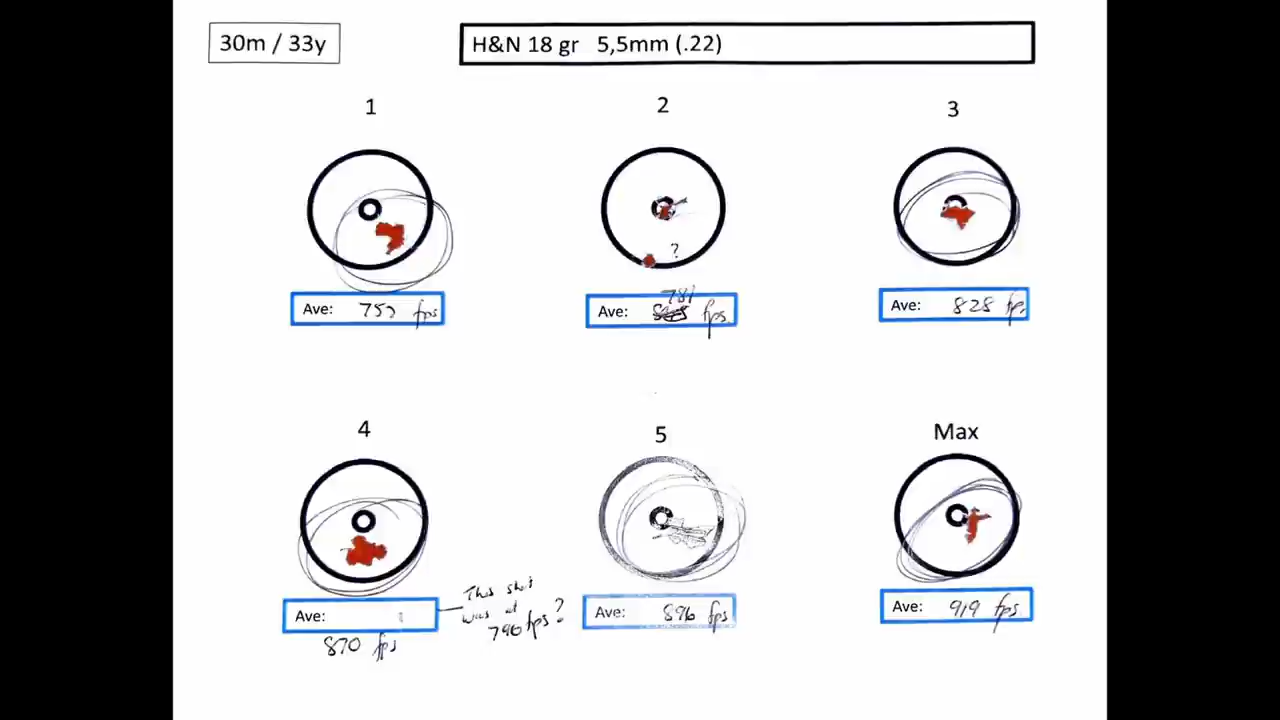 30m / 33y
H&N 18 gr 5,5mm (.22)
1
2
3
?
Ave: 757 fps
781
Ave: fps
Ave: 828 fps
4
5
Max
Ave:
870 fps
This shot
was at
790 fps?
Ave: 896 fps
Ave: 919 fps